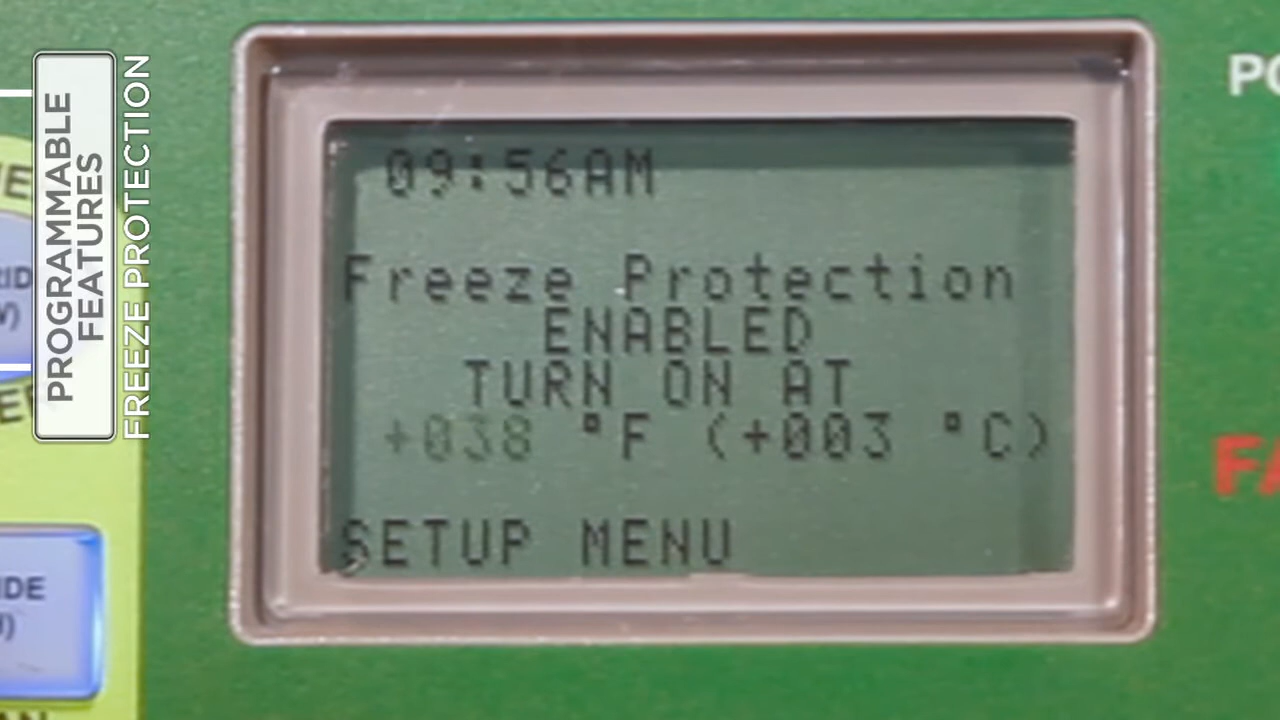 PROGRAMMABLE
FEATURES
FREEZE PROTECTION
09:56AM
Freeze Protection
ENABLED
TURN ON AT
+038 °F (+003 °C)
SETUP MENU